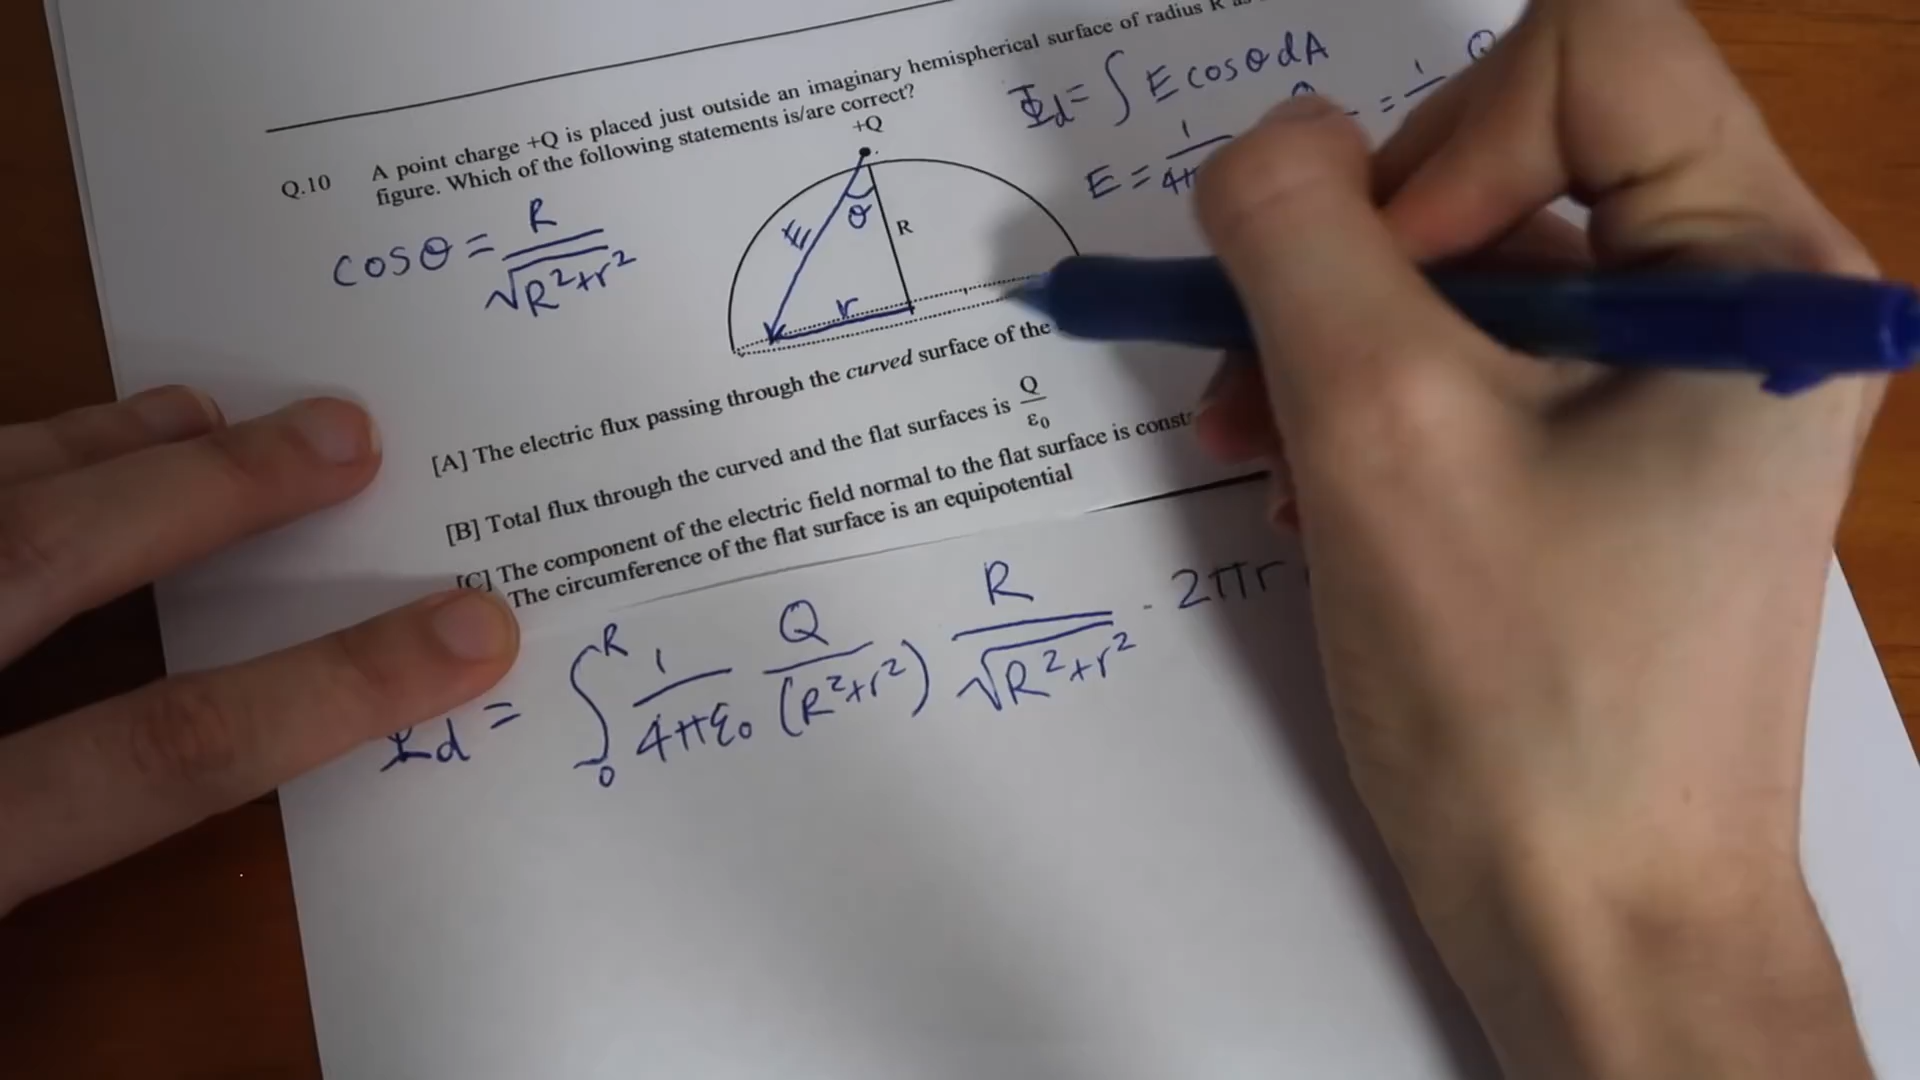 Q.10 A point charge +Q is placed just outside an imaginary hemispherical surface of radius R as
figure. Which of the following statements is/are correct?
+Q
Φd = ∫ E cosθ dA
E = 1
= 1 Q
cosθ = R / √R²+r²
E
θ
R
r
[A] The electric flux passing through the curved surface of the
[B] Total flux through the curved and the flat surfaces is Q/ε₀
[C] The component of the electric field normal to the flat surface is
The circumference of the flat surface is an equipotential
d = ∫₀ᴿ 1/4πε₀ Q/(R²+r²) R/√R²+r² · 2πr